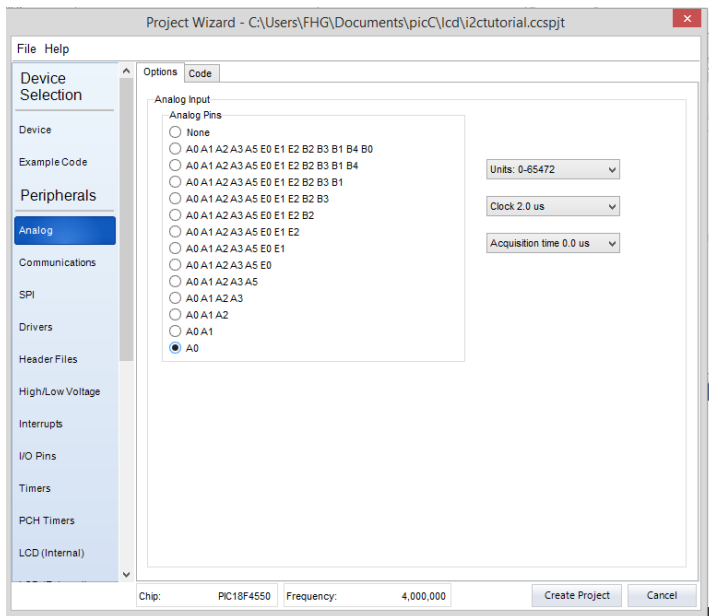 Project Wizard - C:\Users\FHG\Documents\picC\lcd\i2ctutorial.ccspjt
File Help
Device
Selection
Device
Example Code
Peripherals
Analog
Communications
SPI
Drivers
Header Files
High/Low Voltage
Interrupts
I/O Pins
Timers
PCH Timers
LCD (Internal)
Options Code
Analog Input
Analog Pins
None
A0 A1 A2 A3 A5 E0 E1 E2 B2 B3 B1 B4 B0
A0 A1 A2 A3 A5 E0 E1 E2 B2 B3 B1 B4
A0 A1 A2 A3 A5 E0 E1 E2 B2 B3 B1
A0 A1 A2 A3 A5 E0 E1 E2 B2 B3
A0 A1 A2 A3 A5 E0 E1 E2 B2
A0 A1 A2 A3 A5 E0 E1 E2
A0 A1 A2 A3 A5 E0 E1
A0 A1 A2 A3 A5 E0
A0 A1 A2 A3 A5
A0 A1 A2 A3
A0 A1 A2
A0 A1
A0
Units: 0-65472
Clock 2.0 us
Acquisition time 0.0 us
Chip: PIC18F4550 Frequency: 4,000,000 Create Project Cancel